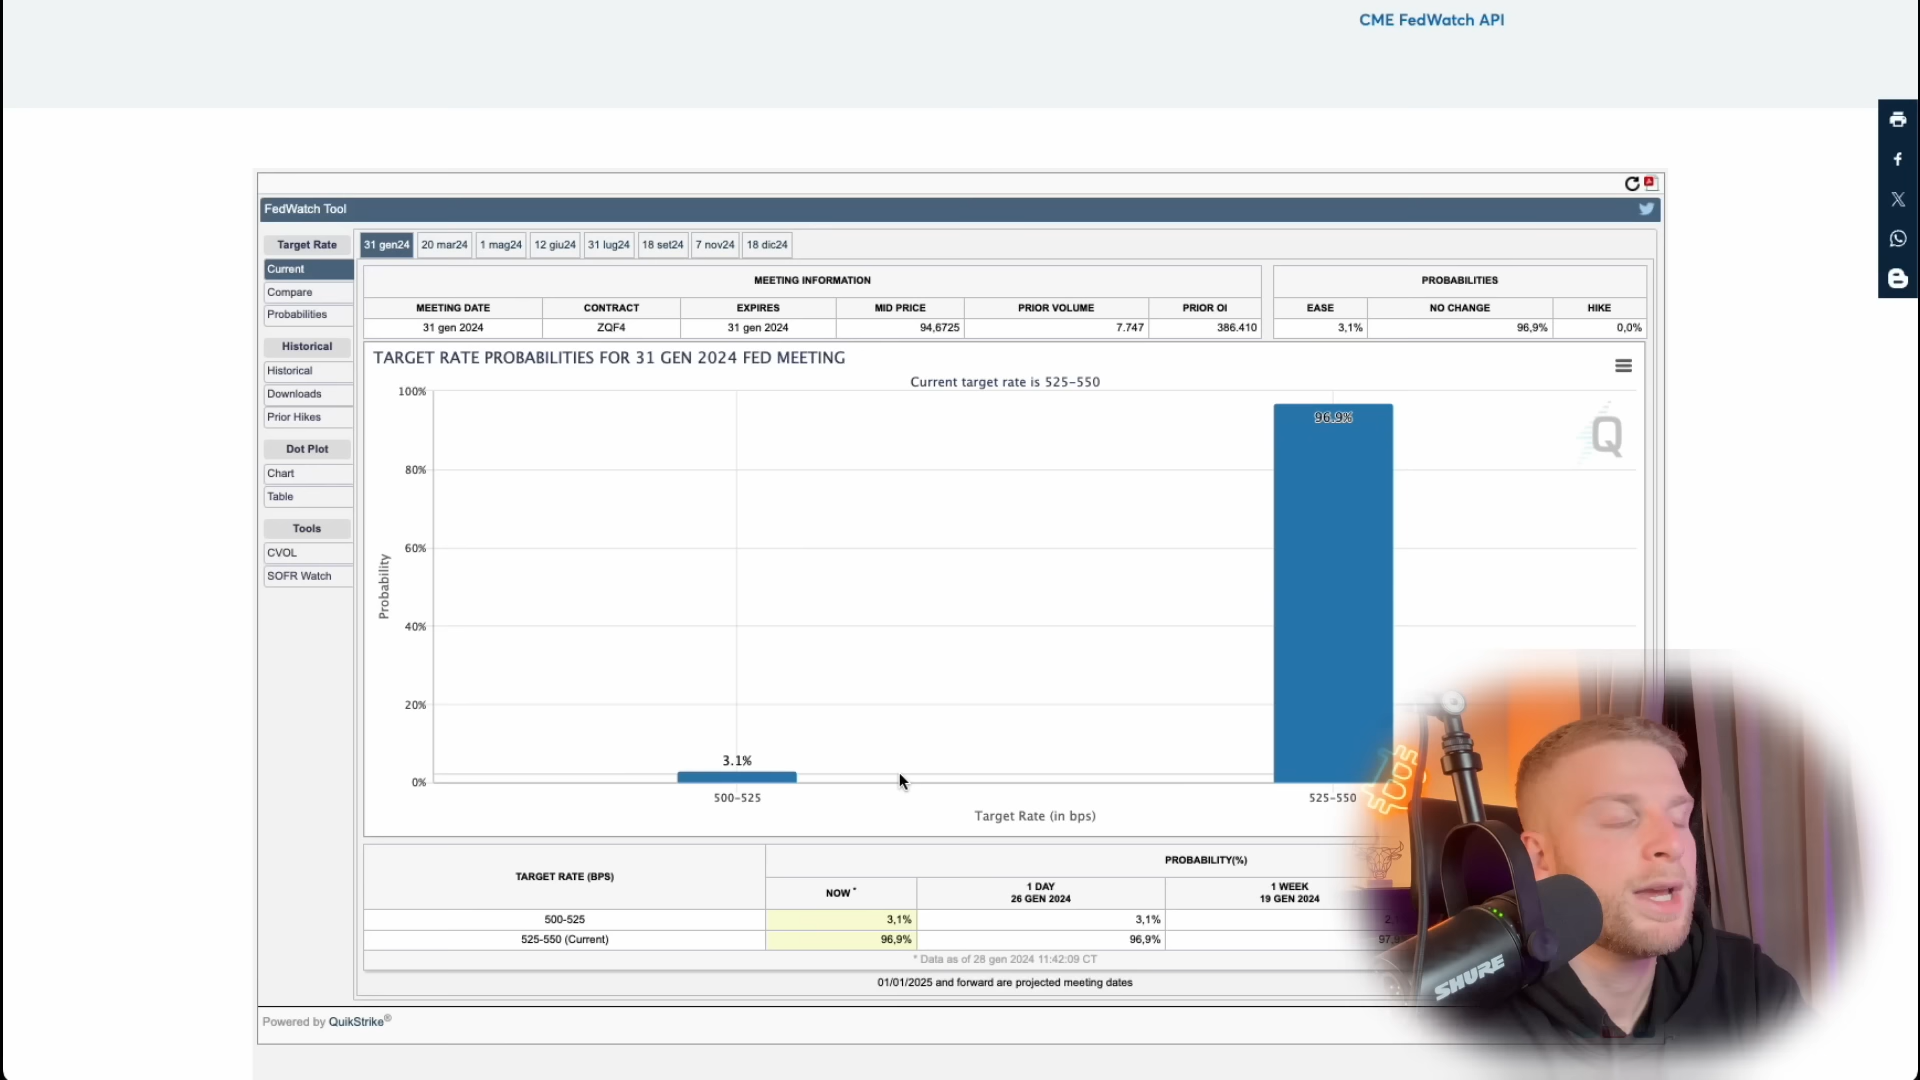 CME FedWatch API
FedWatch Tool
Target Rate
Current
Compare
Probabilities
Historical
Historical
Downloads
Prior Hikes
Dot Plot
Chart
Table
Tools
CVOL
SOFR Watch
31 gen24 20 mar24 1 mag24 12 giu24 31 lug24 18 set24 7 nov24 18 dic24
MEETING INFORMATION
MEETING DATE CONTRACT EXPIRES MID PRICE PRIOR VOLUME PRIOR OI
31 gen 2024 ZQF4 31 gen 2024 94,6725 7.747 386.410
PROBABILITIES
EASE NO CHANGE HIKE
3,1% 96,9% 0,0%
TARGET RATE PROBABILITIES FOR 31 GEN 2024 FED MEETING
Current target rate is 525-550
100%
80%
60%
40%
20%
0%
Probability
96.9%
3.1%
Q
500-525 525-550
Target Rate (in bps)
TARGET RATE (BPS) PROBABILITY(%)
NOW * 1 DAY 1 WEEK
26 GEN 2024 19 GEN 2024
500-525 3,1% 3,1%
525-550 (Current) 96,9% 96,9%
* Data as of 28 gen 2024 11:42:09 CT
01/01/2025 and forward are projected meeting dates
Powered by QuikStrike®
SHURE